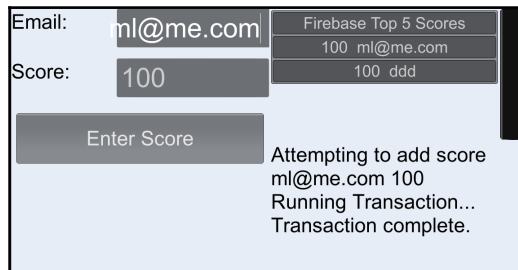 Email:
ml@me.com
Score:
100
Enter Score
Firebase Top 5 Scores
100 ml@me.com
100 ddd
Attempting to add score
ml@me.com 100
Running Transaction...
Transaction complete.